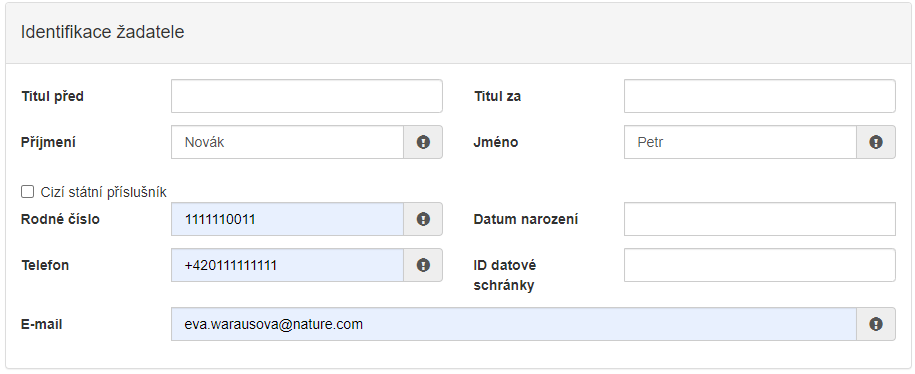 Identifikace žadatele
Titul před
Titul za
Příjmení Novák
Jméno Petr
Cizí státní příslušník
Rodné číslo 1111110011
Datum narození
Telefon +420111111111
ID datové
schránky
E-mail eva.warausova@nature.com